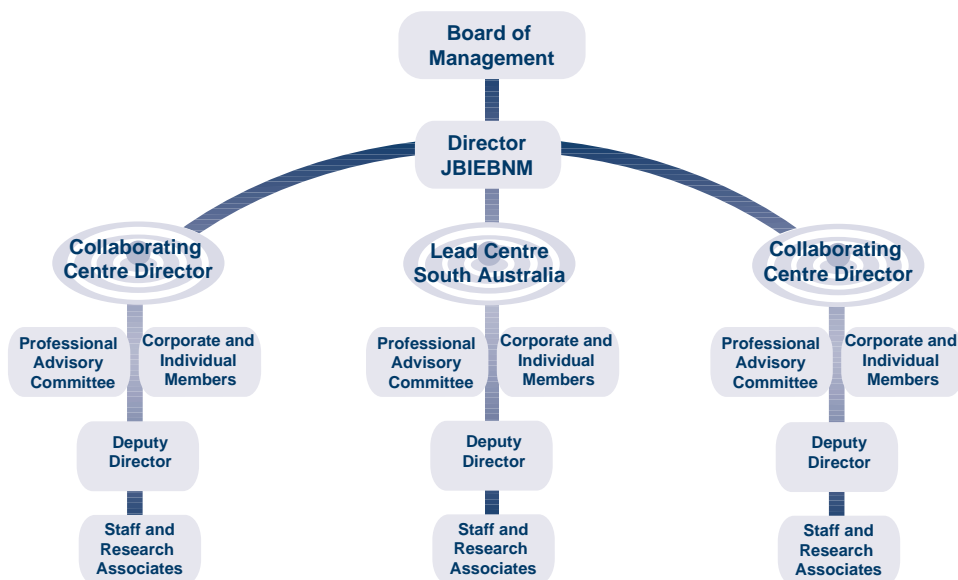 Board of
Management
Director
JBIEBNM
Collaborating
Centre Director
Lead Centre
South Australia
Collaborating
Centre Director
Professional
Advisory
Committee
Corporate and
Individual
Members
Professional
Advisory
Committee
Corporate and
Individual
Members
Professional
Advisory
Committee
Corporate and
Individual
Members
Deputy
Director
Deputy
Director
Deputy
Director
Staff and
Research
Associates
Staff and
Research
Associates
Staff and
Research
Associates